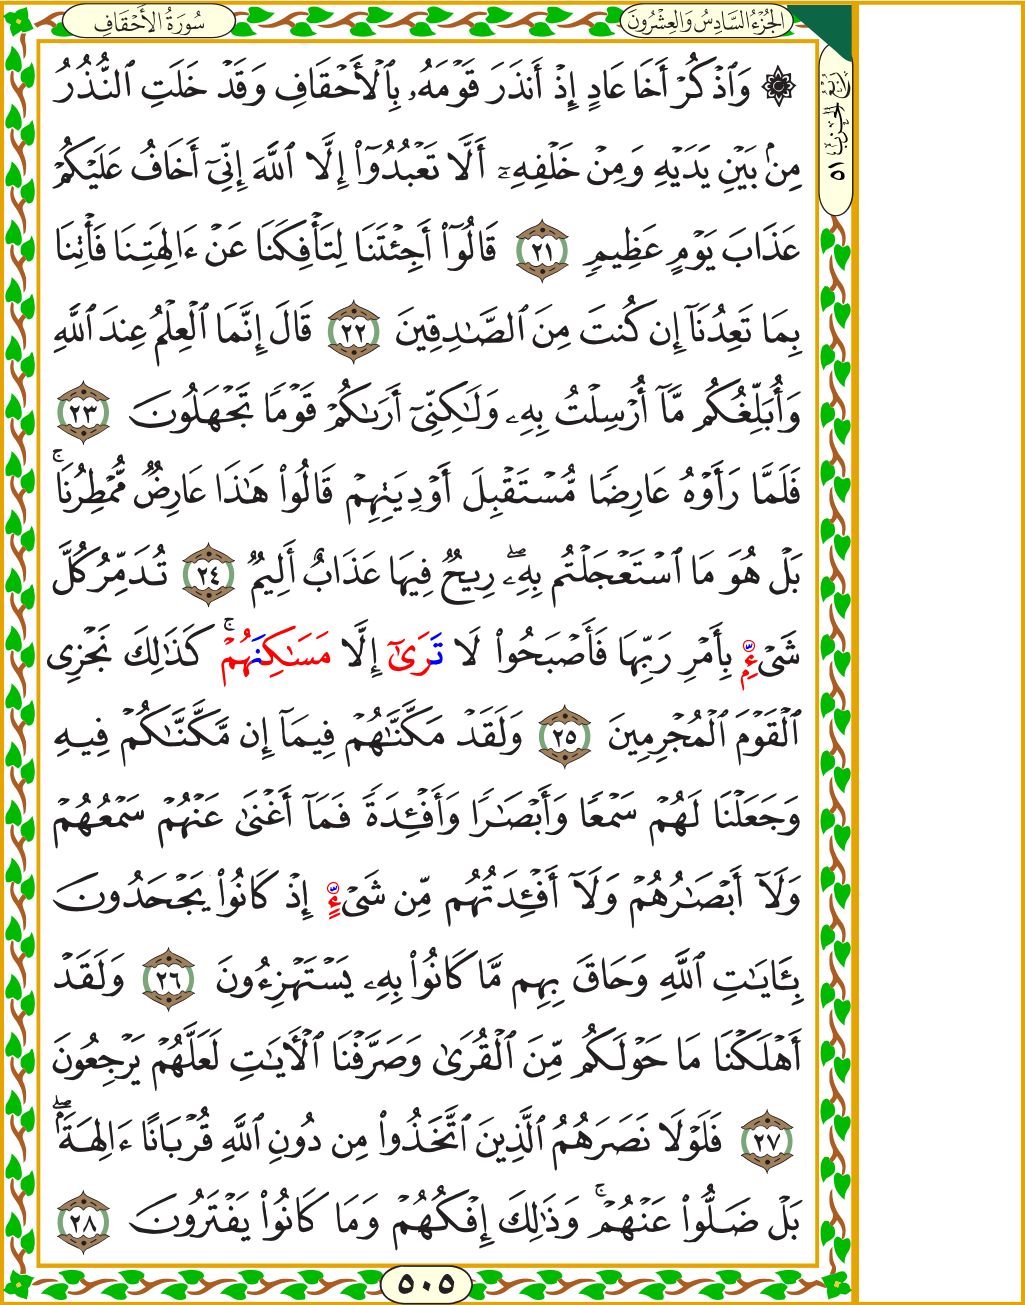 سُورَةُ الأَحْقَافِ
الجُزْءُ السَّادِسُ وَالعِشْرُونَ
رُبْعُ الحِزْبِ ٥١
۞ وَٱذْكُرْ أَخَا عَادٍ إِذْ أَنذَرَ قَوْمَهُۥ بِٱلْأَحْقَافِ وَقَدْ خَلَتِ ٱلنُّذُرُ
مِنۢ بَيْنِ يَدَيْهِ وَمِنْ خَلْفِهِۦٓ أَلَّا تَعْبُدُوٓا۟ إِلَّا ٱللَّهَ إِنِّىٓ أَخَافُ عَلَيْكُمْ
عَذَابَ يَوْمٍ عَظِيمٍ ٢١ قَالُوٓا۟ أَجِئْتَنَا لِتَأْفِكَنَا عَنْ ءَالِهَتِنَا فَأْتِنَا
بِمَا تَعِدُنَآ إِن كُنتَ مِنَ ٱلصَّـٰدِقِينَ ٢٢ قَالَ إِنَّمَا ٱلْعِلْمُ عِندَ ٱللَّهِ
وَأُبَلِّغُكُم مَّآ أُرْسِلْتُ بِهِۦ وَلَـٰكِنِّىٓ أَرَىٰكُمْ قَوْمًا تَجْهَلُونَ ٢٣
فَلَمَّا رَأَوْهُ عَارِضًا مُّسْتَقْبِلَ أَوْدِيَتِهِمْ قَالُوا۟ هَـٰذَا عَارِضٌ مُّمْطِرُنَا ۚ
بَلْ هُوَ مَا ٱسْتَعْجَلْتُم بِهِۦ ۖ رِيحٌ فِيهَا عَذَابٌ أَلِيمٌ ٢٤ تُدَمِّرُ كُلَّ
شَىْءٍۭ بِأَمْرِ رَبِّهَا فَأَصْبَحُوا۟ لَا تَرَىٰٓ إِلَّا مَسَـٰكِنَهُمْ ۚ كَذَٰلِكَ نَجْزِى
ٱلْقَوْمَ ٱلْمُجْرِمِينَ ٢٥ وَلَقَدْ مَكَّنَّـٰهُمْ فِيمَآ إِن مَّكَّنَّـٰكُمْ فِيهِ
وَجَعَلْنَا لَهُمْ سَمْعًا وَأَبْصَـٰرًا وَأَفْـِٔدَةً فَمَآ أَغْنَىٰ عَنْهُمْ سَمْعُهُمْ
وَلَآ أَبْصَـٰرُهُمْ وَلَآ أَفْـِٔدَتُهُم مِّن شَىْءٍ إِذْ كَانُوا۟ يَجْحَدُونَ
بِـَٔايَـٰتِ ٱللَّهِ وَحَاقَ بِهِم مَّا كَانُوا۟ بِهِۦ يَسْتَهْزِءُونَ ٢٦ وَلَقَدْ
أَهْلَكْنَا مَا حَوْلَكُم مِّنَ ٱلْقُرَىٰ وَصَرَّفْنَا ٱلْـَٔايَـٰتِ لَعَلَّهُمْ يَرْجِعُونَ
٢٧ فَلَوْلَا نَصَرَهُمُ ٱلَّذِينَ ٱتَّخَذُوا۟ مِن دُونِ ٱللَّهِ قُرْبَانًا ءَالِهَةًۢ ۖ
بَلْ ضَلُّوا۟ عَنْهُمْ ۚ وَذَٰلِكَ إِفْكُهُمْ وَمَا كَانُوا۟ يَفْتَرُونَ ٢٨
٥٠٥